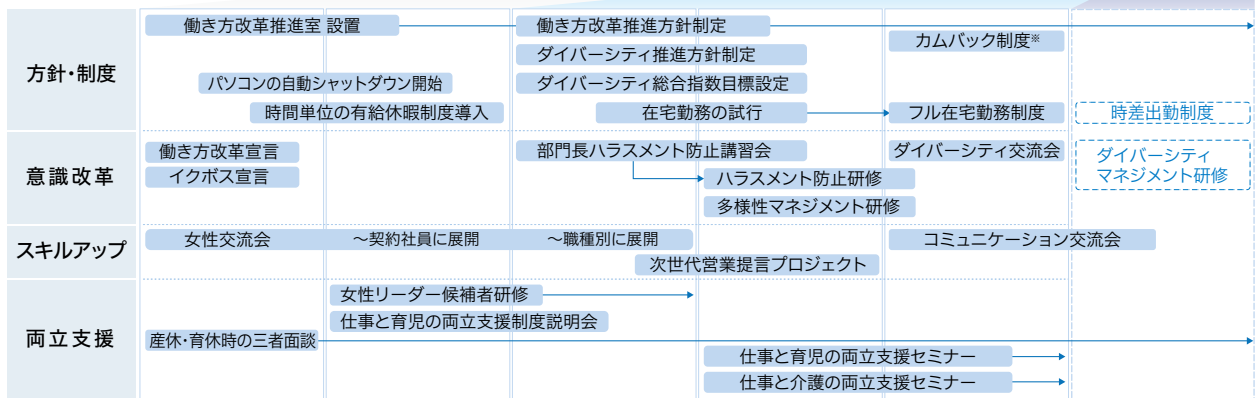 方針・制度
働き方改革推進室 設置
働き方改革推進方針制定
カムバック制度※
ダイバーシティ推進方針制定
パソコンの自動シャットダウン開始
ダイバーシティ総合指数目標設定
時間単位の有給休暇制度導入
在宅勤務の試行
フル在宅勤務制度
時差出勤制度
意識改革
働き方改革宣言
部門長ハラスメント防止講習会
ダイバーシティ交流会
ダイバーシティ
マネジメント研修
イクボス宣言
ハラスメント防止研修
多様性マネジメント研修
スキルアップ
女性交流会
～契約社員に展開
～職種別に展開
コミュニケーション交流会
次世代営業提言プロジェクト
両立支援
女性リーダー候補者研修
仕事と育児の両立支援制度説明会
産休・育休時の三者面談
仕事と育児の両立支援セミナー
仕事と介護の両立支援セミナー